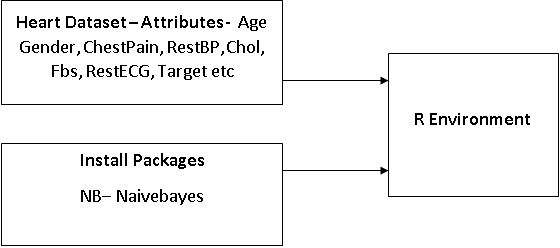 Heart Dataset – Attributes- Age
Gender, ChestPain, RestBP, Chol,
Fbs, RestECG, Target etc
R Environment
Install Packages
NB– Naivebayes